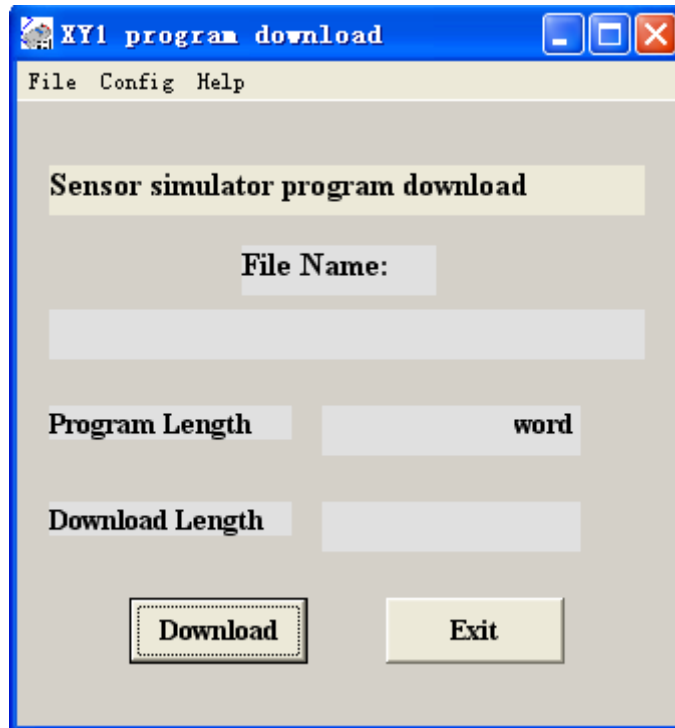 XY1 program download
File Config Help
Sensor simulator program download
File Name:
Program Length word
Download Length
Download Exit